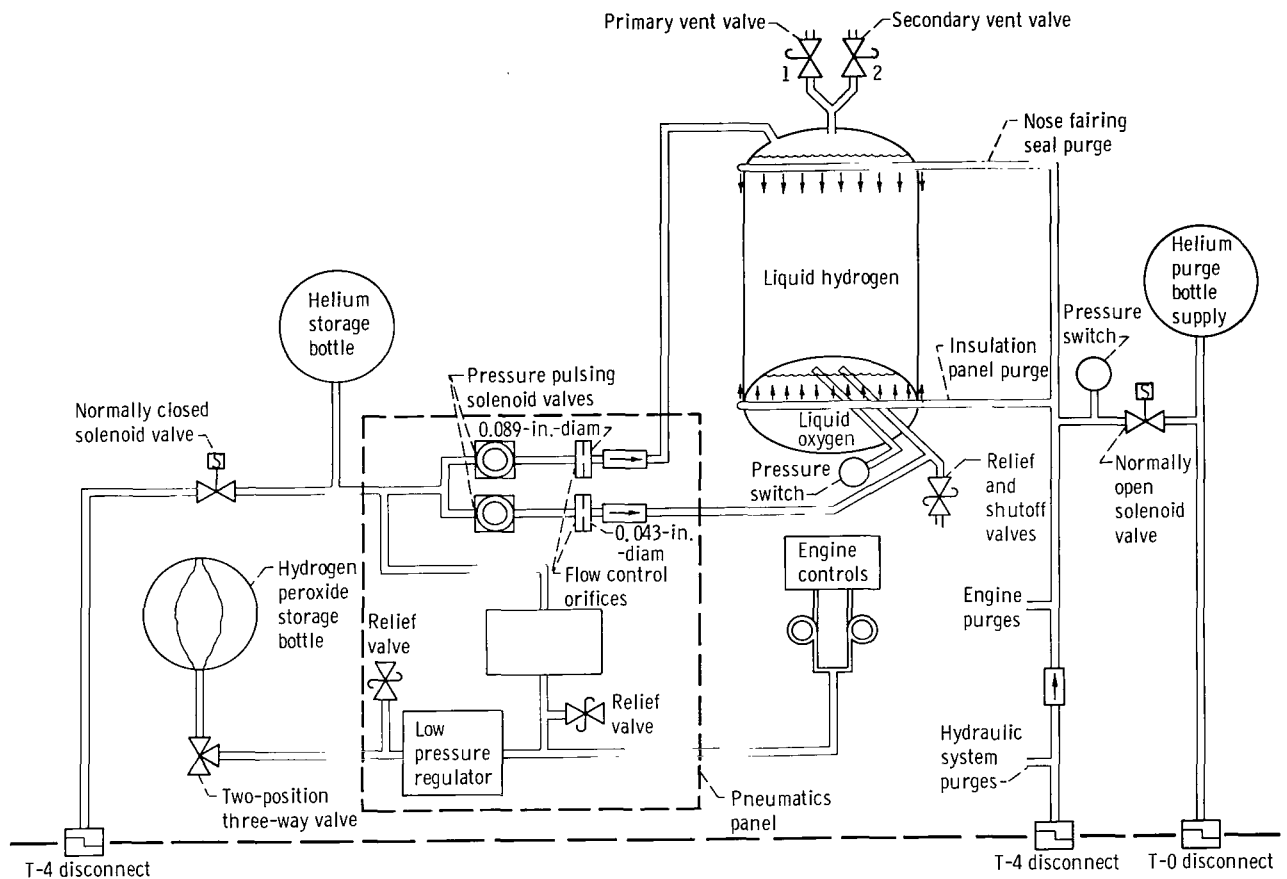 Primary vent valve
Secondary vent valve
1
2
Nose fairing
seal purge
Helium
purge
bottle
supply
Liquid hydrogen
Helium
storage
bottle
Pressure
switch
Insulation
panel purge
Pressure pulsing
solenoid valves
Normally closed
solenoid valve
S
S
0.089-in.-diam
Liquid
oxygen
Pressure
switch
Relief
and
shutoff
valves
Normally
open
solenoid
valve
0.043-in.
-diam
Flow control
orifices
Engine
controls
Hydrogen
peroxide
storage
bottle
Engine
purges
Relief
valve
Relief
valve
Low
pressure
regulator
Hydraulic
system
purges
Two-position
three-way valve
Pneumatics
panel
T-4 disconnect
T-4 disconnect
T-0 disconnect